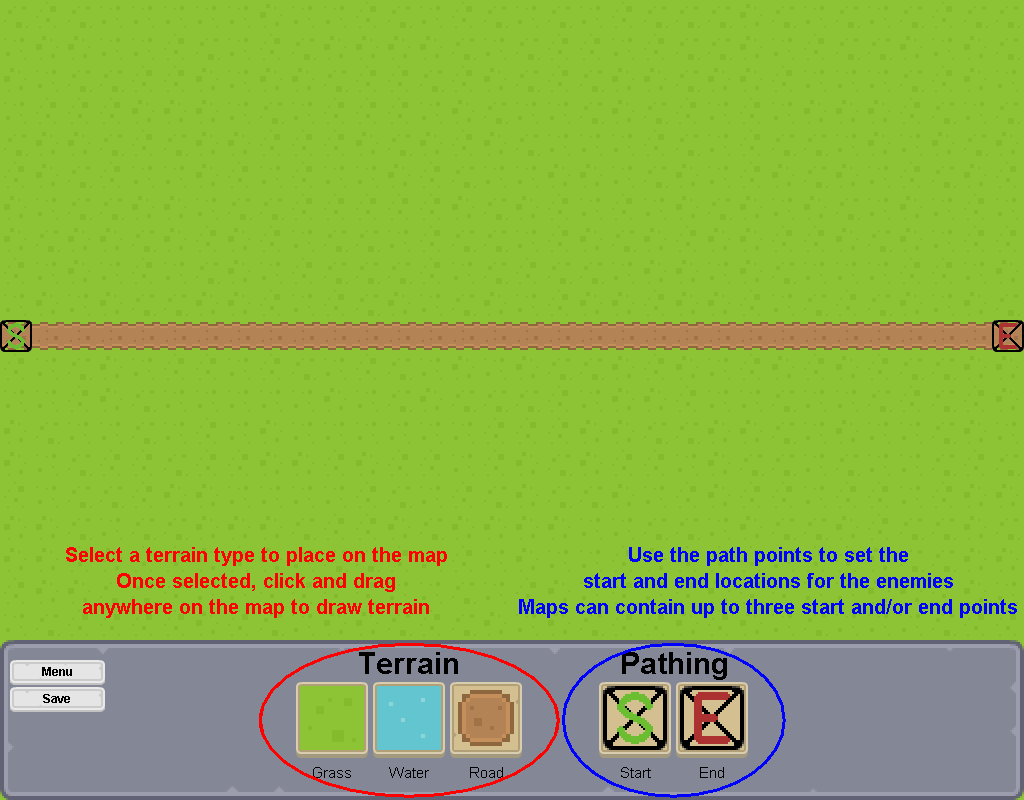 S
E
Select a terrain type to place on the map
Once selected, click and drag
anywhere on the map to draw terrain
Use the path points to set the
start and end locations for the enemies
Maps can contain up to three start and/or end points
Menu
Save
Terrain
Grass Water Road
Pathing
S E
Start End